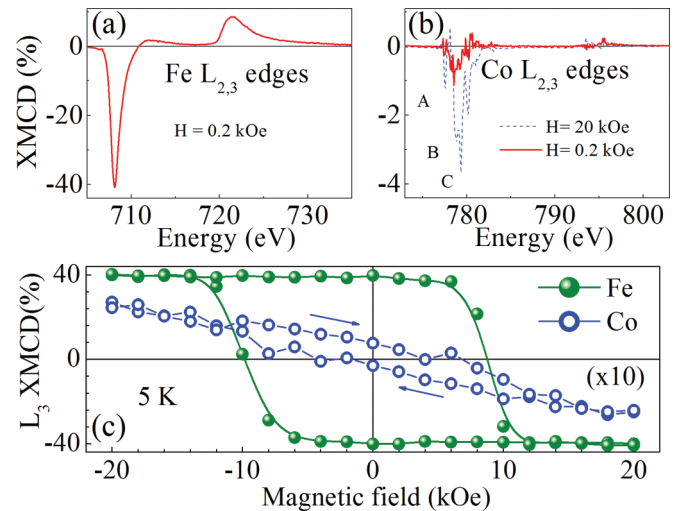 (a)
XMCD (%)
0
-20
-40
Fe L2,3 edges
H = 0.2 kOe
710
720
730
Energy (eV)
(b)
0
-2
-4
Co L2,3 edges
A
B
C
H= 20 kOe
H= 0.2 kOe
780
790
800
Energy (eV)
L3 XMCD(%)
40
0
-40
Fe
Co
(x10)
5 K
(c)
-20
-10
0
10
20
Magnetic field (kOe)